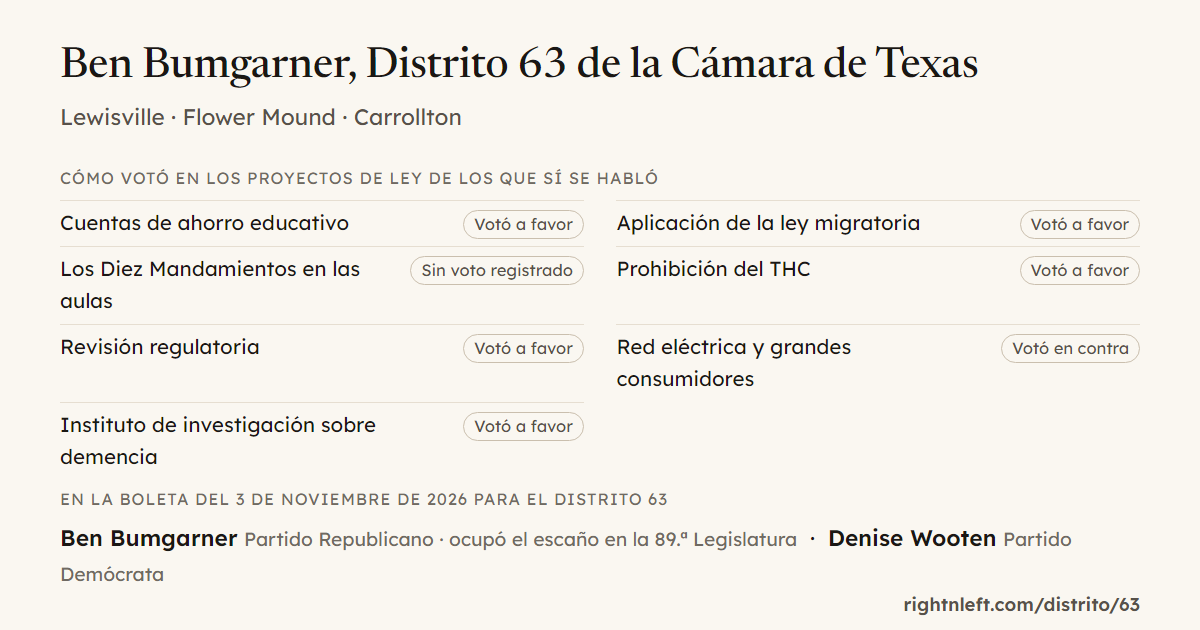 Ben Bumgarner, Distrito 63 de la Cámara de Texas
Lewisville · Flower Mound · Carrollton
CÓMO VOTÓ EN LOS PROYECTOS DE LEY DE LOS QUE SÍ SE HABLÓ
Cuentas de ahorro educativo
Votó a favor
Aplicación de la ley migratoria
Votó a favor
Los Diez Mandamientos en las
aulas
Sin voto registrado
Prohibición del THC
Votó a favor
Revisión regulatoria
Votó a favor
Red eléctrica y grandes
consumidores
Votó en contra
Instituto de investigación sobre
demencia
Votó a favor
EN LA BOLETA DEL 3 DE NOVIEMBRE DE 2026 PARA EL DISTRITO 63
Ben Bumgarner Partido Republicano · ocupó el escaño en la 89.ª Legislatura · Denise Wooten Partido
Demócrata
rightnleft.com/distrito/63